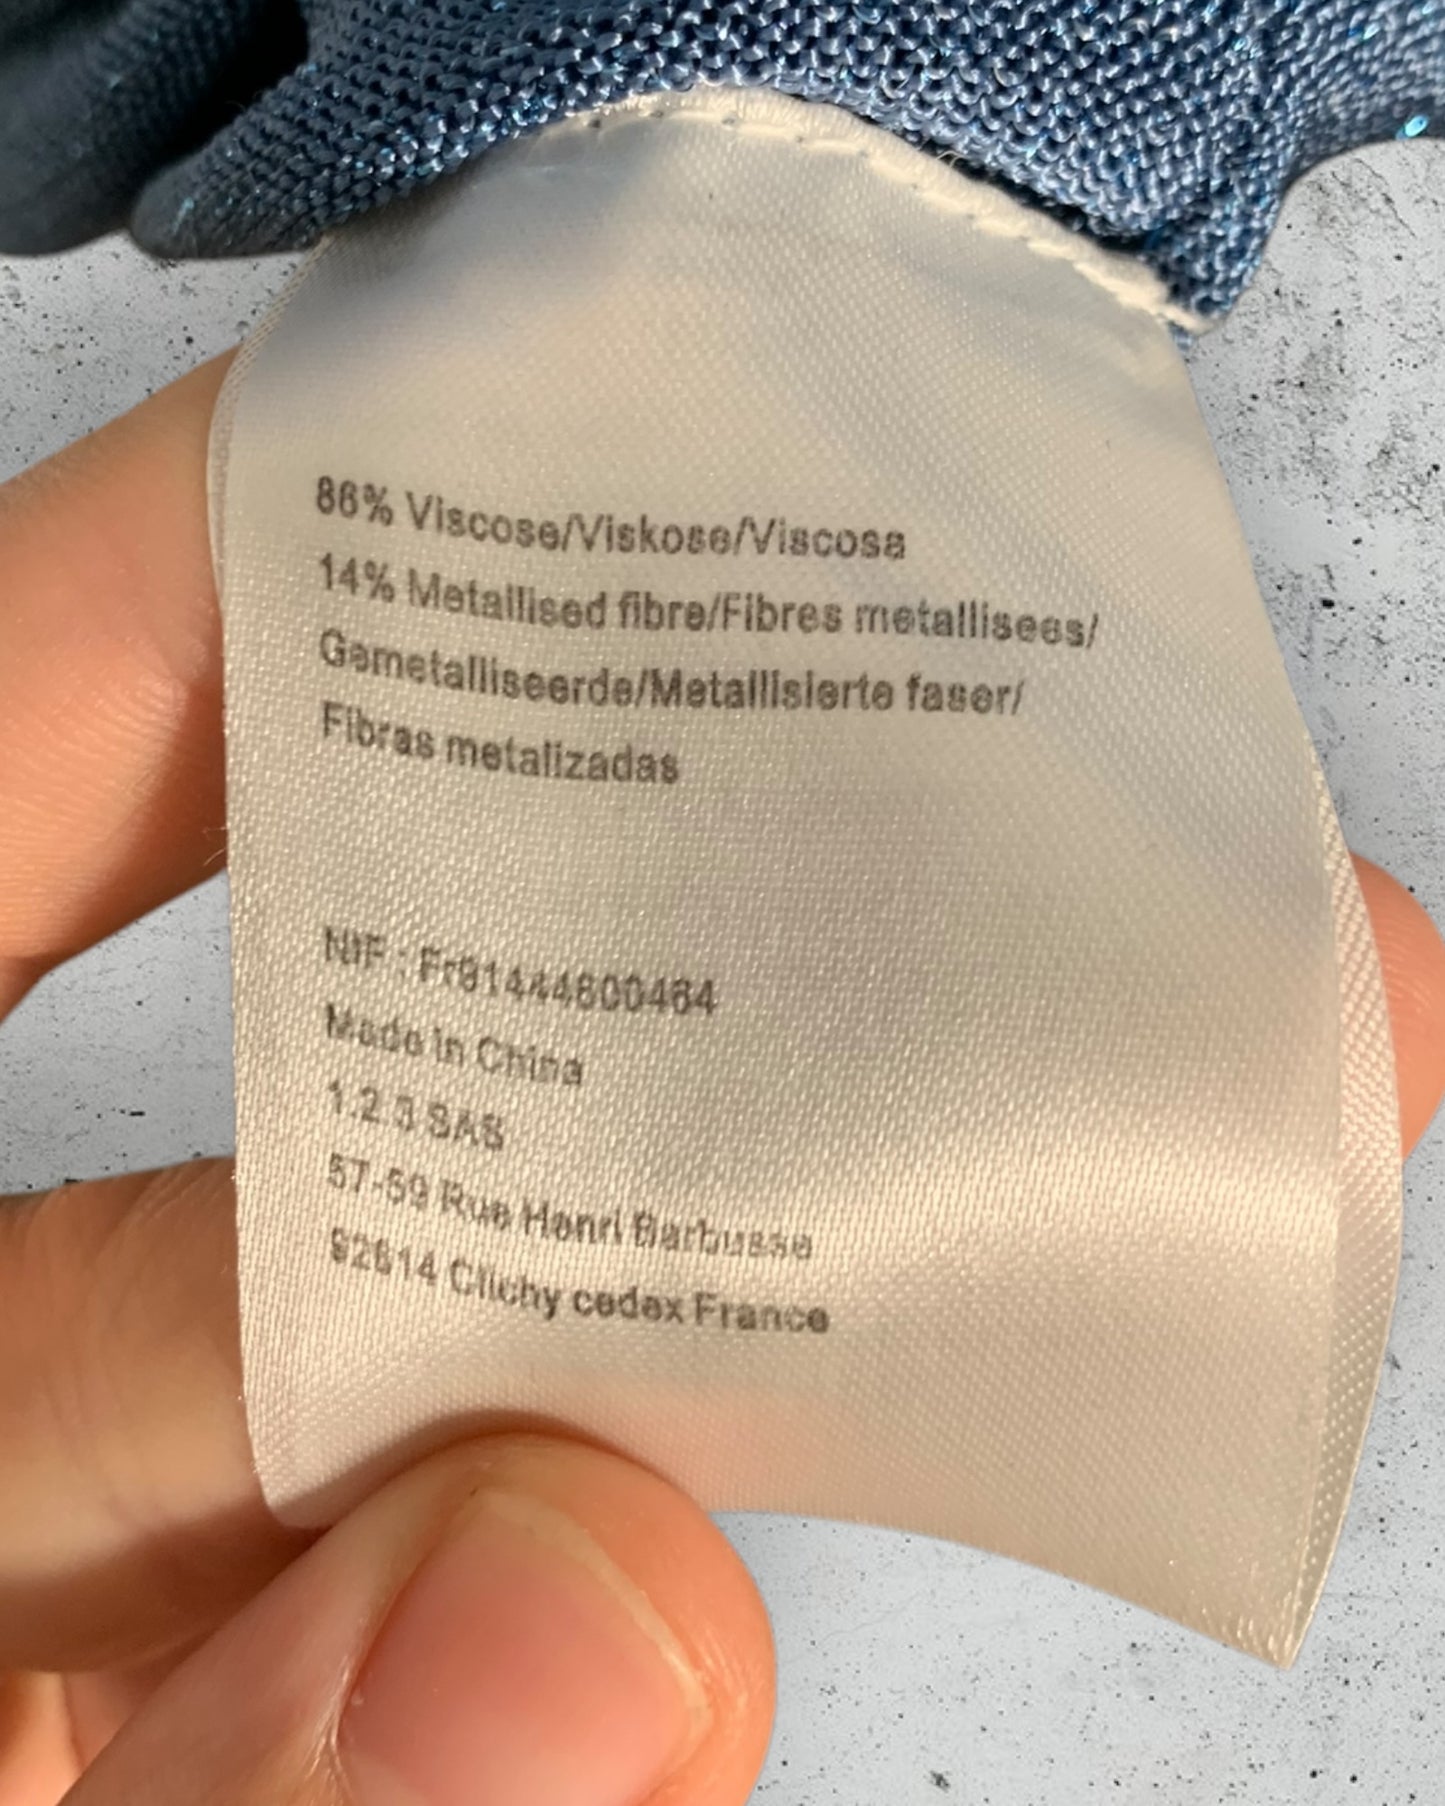 86% Viscose/Viskose/Viscosa
14% Metallised fibre/Fibres metallisees/
Gemetalliseerde/Metallisierte faser/
Fibras metalizadas
NIF : Fr91444600464
Made in China
1.2 3 SAS
57-59 Rue Henri Barbusse
92614 Clichy cedex France